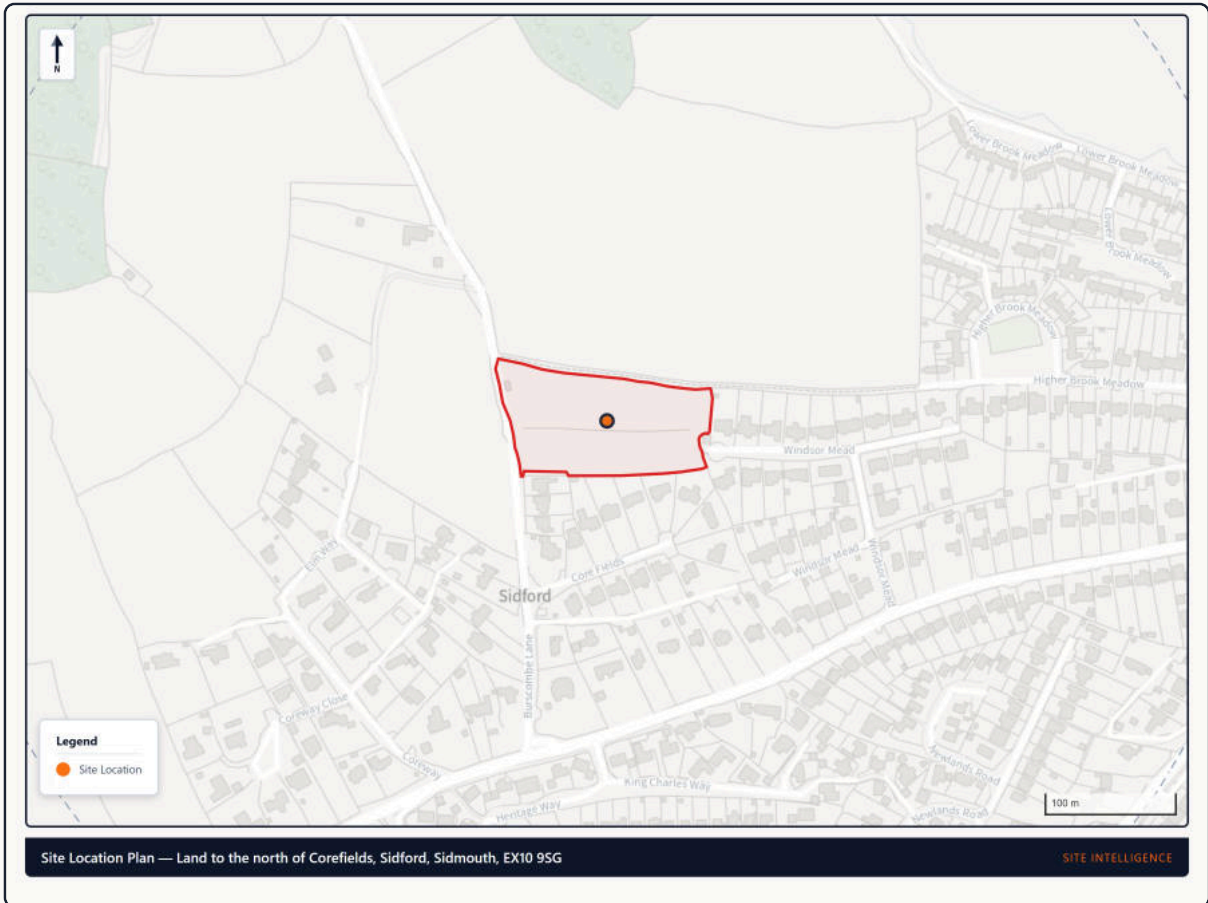 N
Lower Brook Meadow
Lower Brook Meadow
Lower Brook Meadow
Higher Brook Meadow
Higher Brook Meadow
Windsor Mead
Elm Way
Core Fields
Windsor Mead
Windsor Mead
Sidford
Burscombe Lane
Coreway Close
Coreway
King Charles Way
Heritage Way
Newlands Road
Newlands Road
Legend
Site Location
100 m
Site Location Plan — Land to the north of Corefields, Sidford, Sidmouth, EX10 9SG
SITE INTELLIGENCE